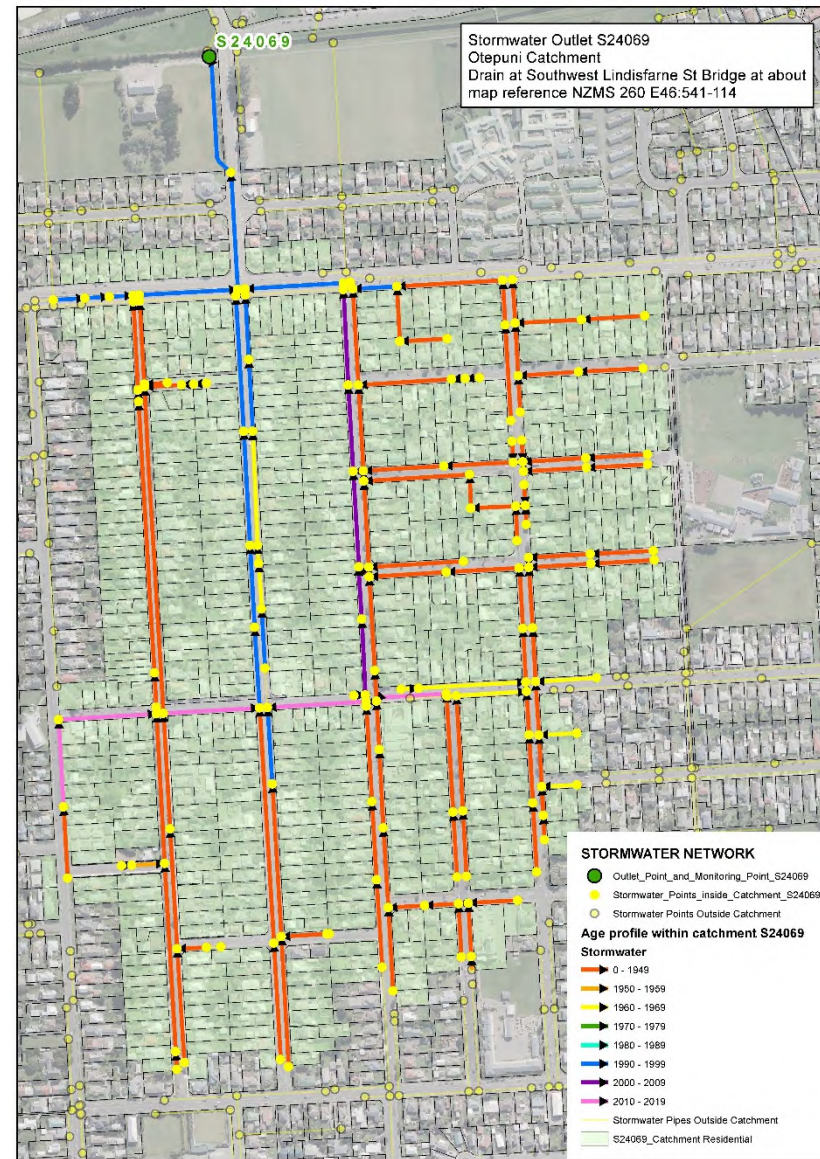 S24069
Stormwater Outlet S24069
Otepuni Catchment
Drain at Southwest Lindisfarne St Bridge at about
map reference NZMS 260 E46:541-114
STORMWATER NETWORK
Outlet_Point_and_Monitoring_Point_S24069
Stormwater_Points_inside_Catchment_S24069
Stormwater Points Outside Catchment
Age profile within catchment S24069
Stormwater
0 - 1949
1950 - 1959
1960 - 1969
1970 - 1979
1980 - 1989
1990 - 1999
2000 - 2009
2010 - 2019
Stormwater Pipes Outside Catchment
S24069_Catchment Residential